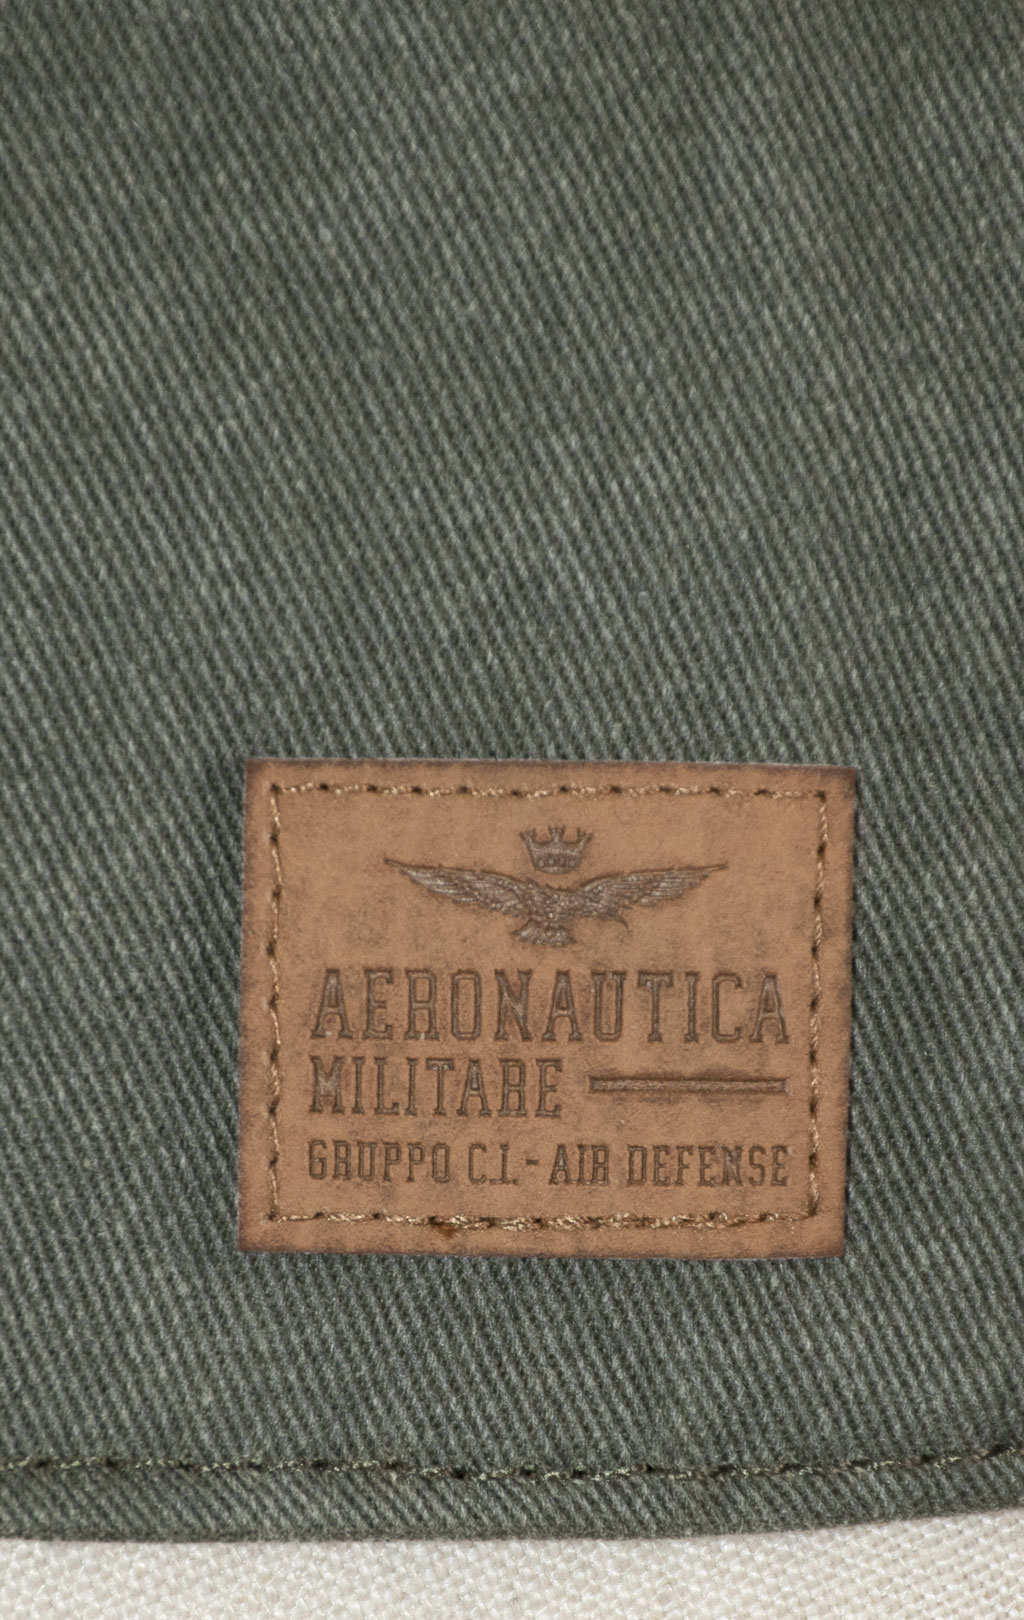 AERONAUTICA
MILITARE
GRUPPO C.I. - AIR DEFENSE